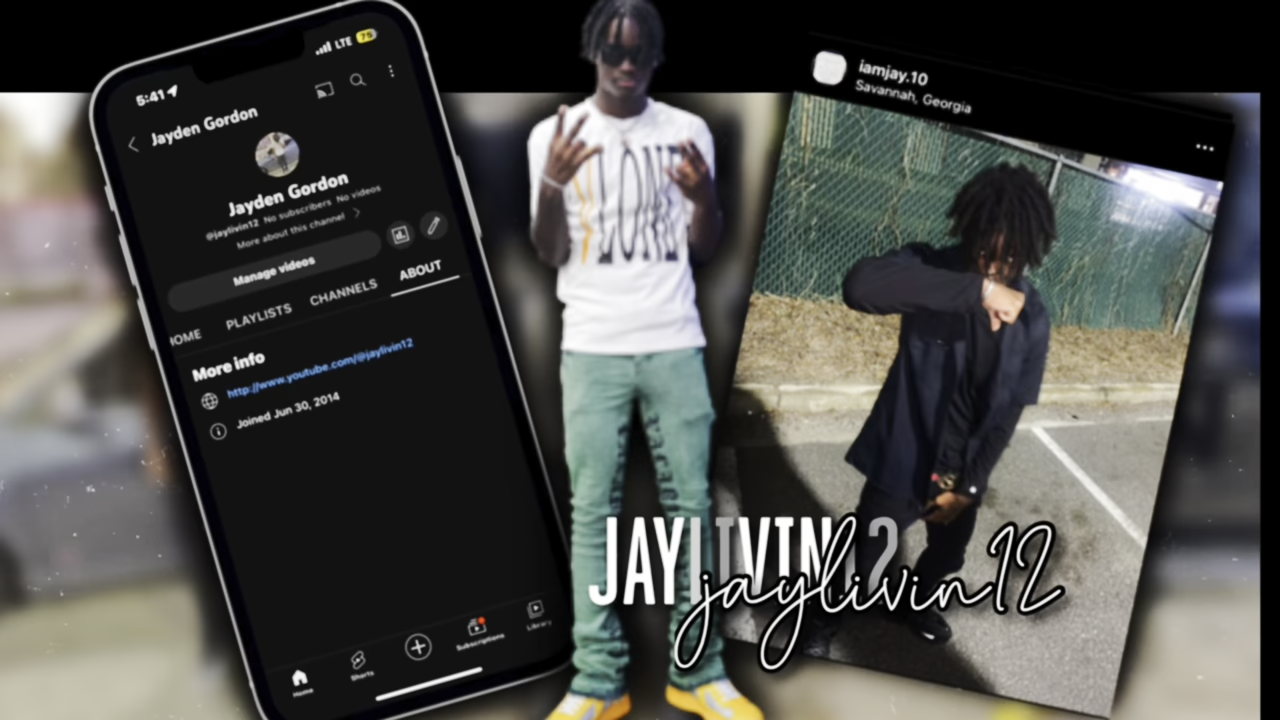 5:41
LTE
75
Jayden Gordon
Jayden Gordon
@jaylivin12 No subscribers No videos
More about this channel
Manage videos
HOME PLAYLISTS CHANNELS ABOUT
More info
http://www.youtube.com/@jaylivin12
Joined Jun 30, 2014
Home
Shorts
Subscriptions
Library
LONE
iamjay.10
Savannah, Georgia
JAYLIVIN12
jaylivin12